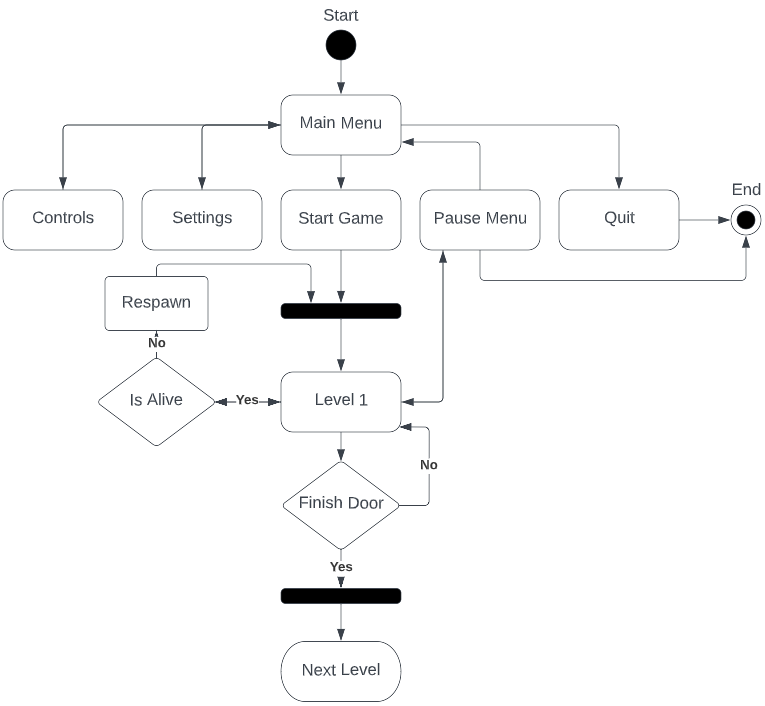 Start
Main Menu
End
Controls
Settings
Start Game
Pause Menu
Quit
Respawn
No
Is Alive
Yes
Level 1
No
Finish Door
Yes
Next Level